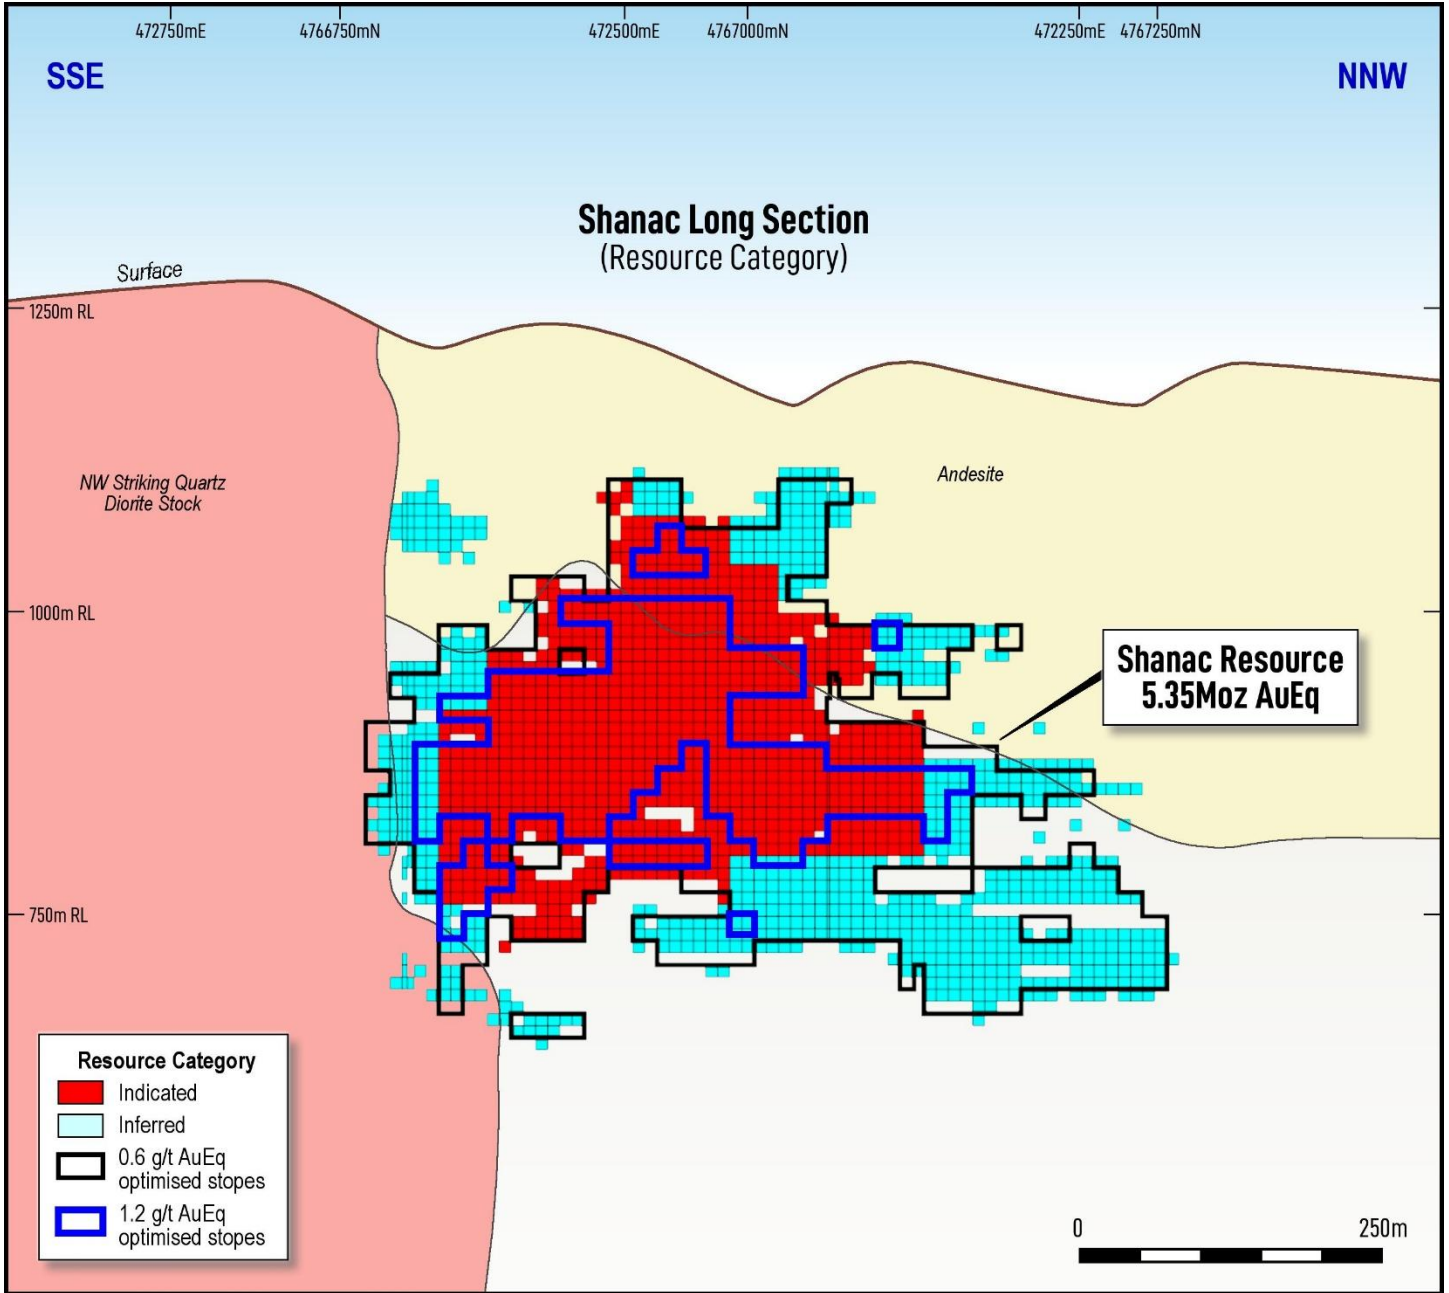 472750mE
4766750mN
472500mE
4767000mN
472250mE
4767250mN
SSE
NNW
Shanac Long Section
(Resource Category)
Surface
1250m RL
NW Striking Quartz
Diorite Stock
Andesite
1000m RL
Shanac Resource
5.35Moz AuEq
750m RL
Resource Category
Indicated
Inferred
0.6 g/t AuEq
optimised stopes
1.2 g/t AuEq
optimised stopes
0
250m